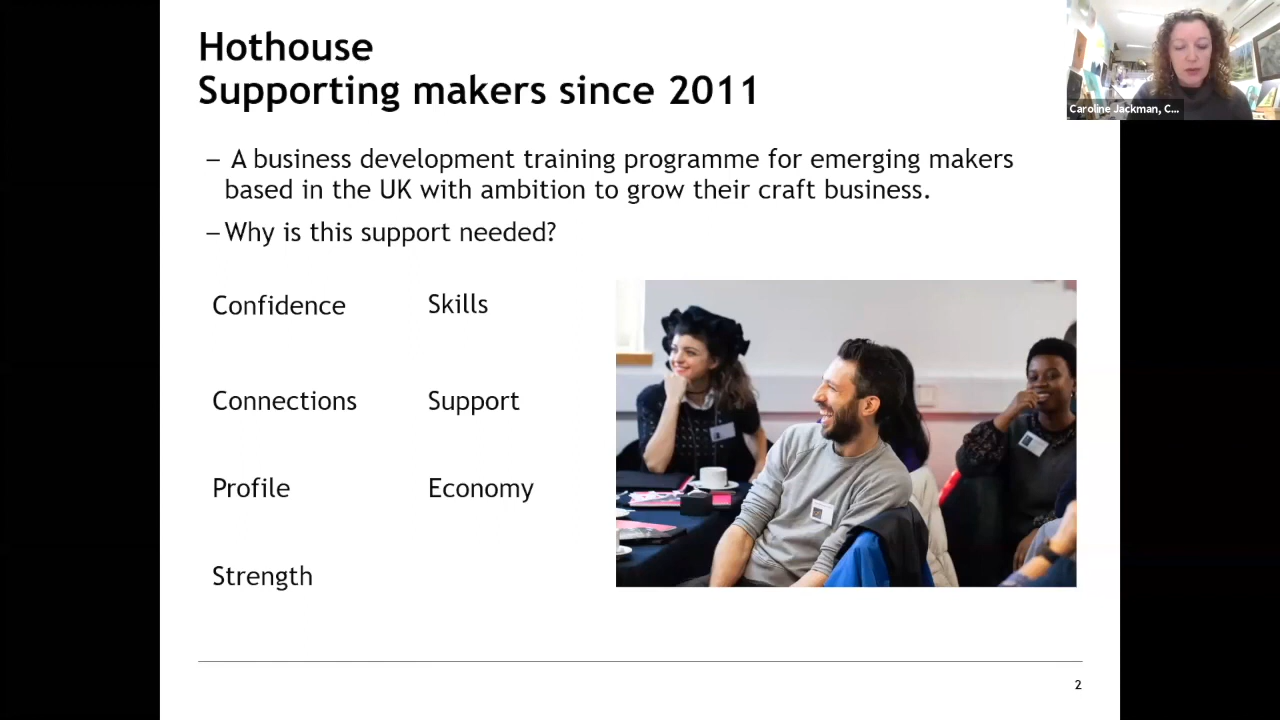 Hothouse
Supporting makers since 2011
Caroline Jackman, C...
– A business development training programme for emerging makers
based in the UK with ambition to grow their craft business.
– Why is this support needed?
Confidence
Skills
Connections
Support
Profile
Economy
Strength
2